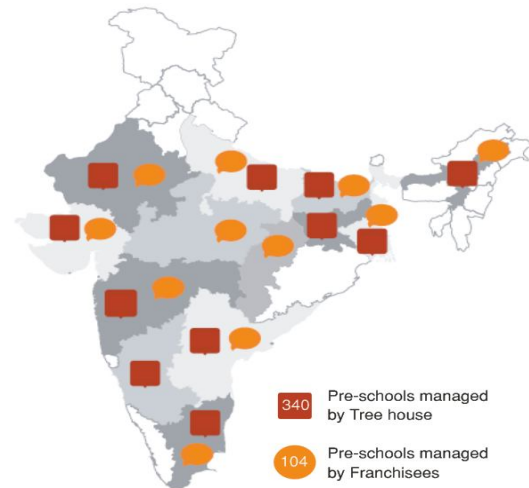 340 Pre-schools managed
by Tree house
104 Pre-schools managed
by Franchisees